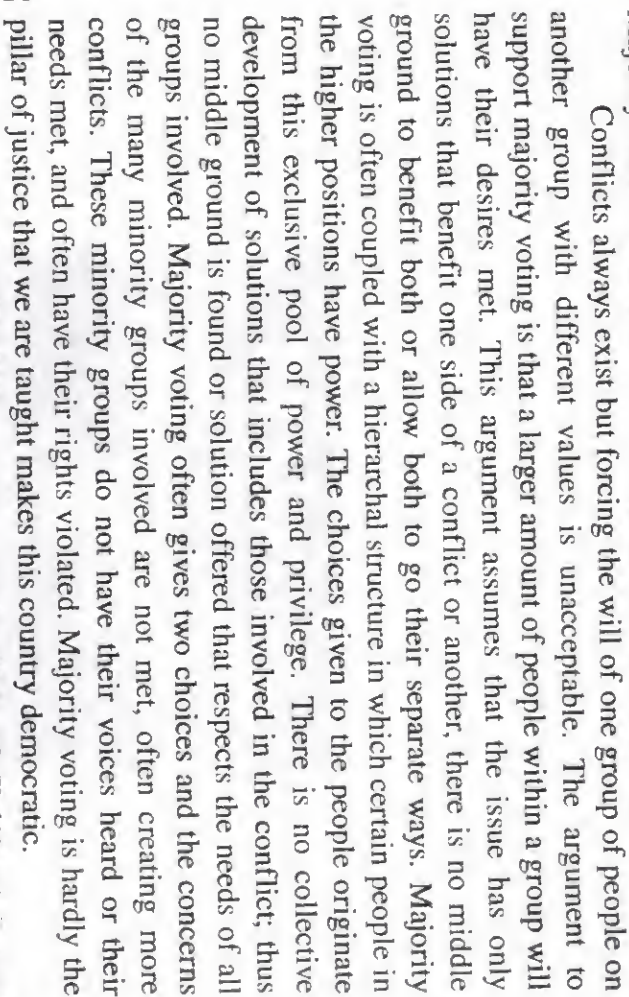 Conflicts always exist but forcing the will of one group of people on
another group with different values is unacceptable. The argument to
support majority voting is that a larger amount of people within a group will
have their desires met. This argument assumes that the issue has only
solutions that benefit one side of a conflict or another, there is no middle
ground to benefit both or allow both to go their separate ways. Majority
voting is often coupled with a hierarchal structure in which certain people in
the higher positions have power. The choices given to the people originate
from this exclusive pool of power and privilege. There is no collective
development of solutions that includes those involved in the conflict; thus
no middle ground is found or solution offered that respects the needs of all
groups involved. Majority voting often gives two choices and the concerns
of the many minority groups involved are not met, often creating more
conflicts. These minority groups do not have their voices heard or their
needs met, and often have their rights violated. Majority voting is hardly the
pillar of justice that we are taught makes this country democratic.